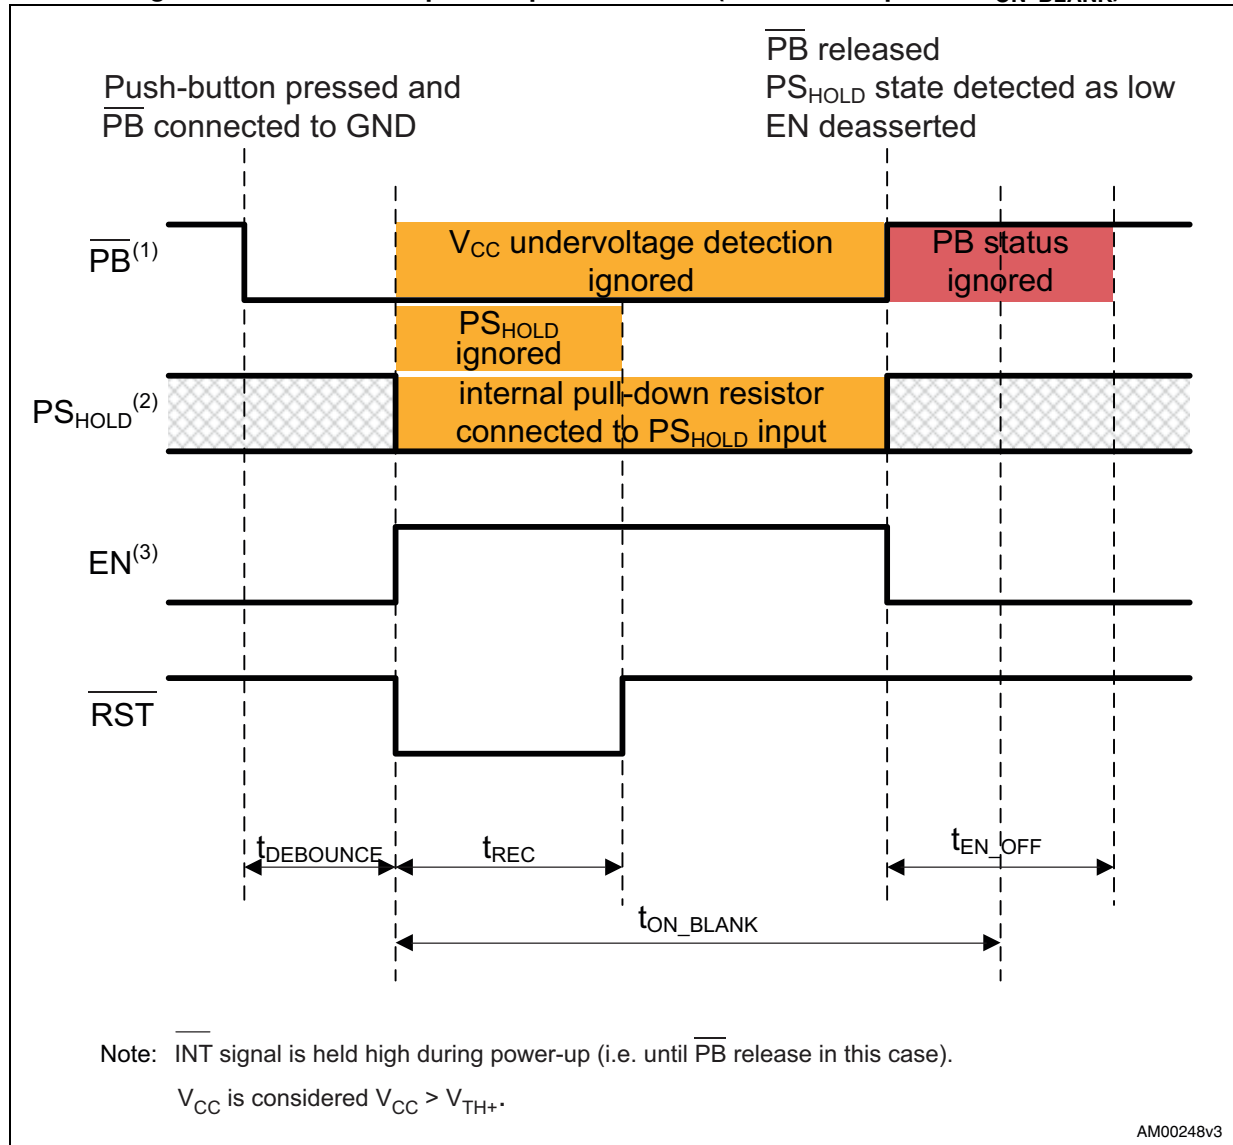 ON_BLANK
PB released
Push-button pressed and
PS HOLD state detected as low
PB connected to GND
EN deasserted
PB(1)
VCC undervoltage detection
ignored
PB status
ignored
PSHOLD
ignored
PSHOLD(2)
internal pull-down resistor
connected to PSHOLD input
EN(3)
RST
tDEBOUNCE
tREC
tEN_OFF
tON_BLANK
Note: INT signal is held high during power-up (i.e. until PB release in this case).
VCC is considered VCC > VTH+.
AM00248v3